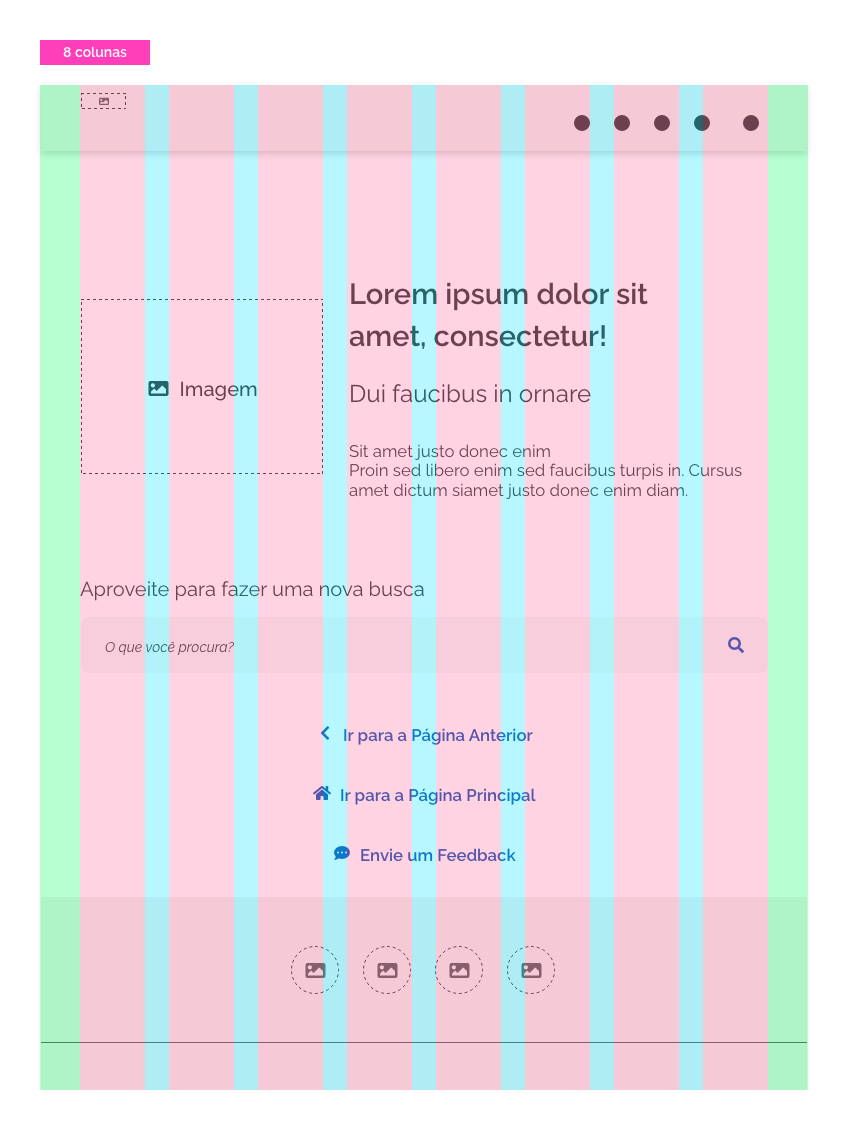 8 colunas
Lorem ipsum dolor sit
amet, consectetur!
Imagem
Dui faucibus in ornare
Sit amet justo donec enim
Proin sed libero enim sed faucibus turpis in. Cursus
amet dictum siamet justo donec enim diam.
Aproveite para fazer uma nova busca
O que você procura?
Ir para a Página Anterior
Ir para a Página Principal
Envie um Feedback